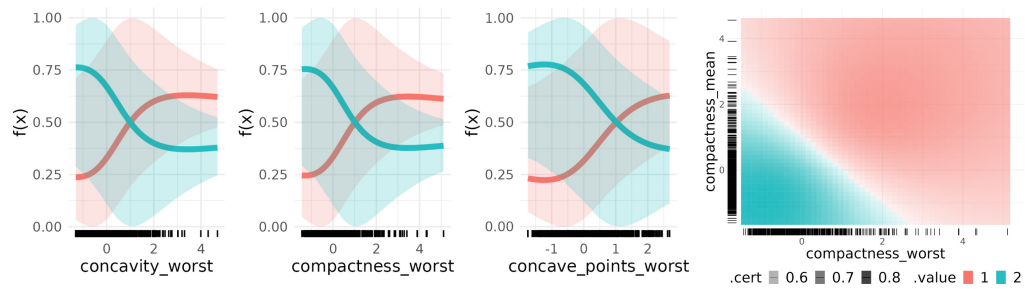 f(x)
1.00
0.75
0.50
0.25
0.00
0 2 4
concavity_worst
f(x)
1.00
0.75
0.50
0.25
0.00
0 2 4
compactness_worst
f(x)
1.00
0.75
0.50
0.25
0.00
-1 0 1 2
concave_points_worst
compactness_mean
4
2
0
0 2 4
compactness_worst
.cert 0.6 0.7 0.8 .value 1 2